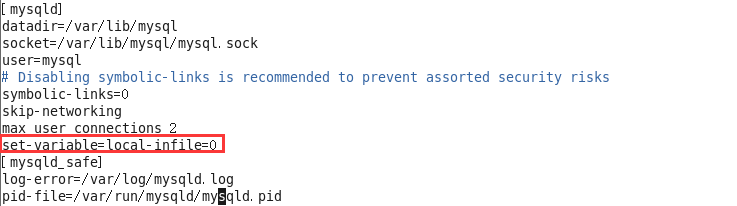 [mysqld]
datadir=/var/lib/mysql
socket=/var/lib/mysql/mysql.sock
user=mysql
# Disabling symbolic-links is recommended to prevent assorted security risks
symbolic-links=0
skip-networking
max_user_connections 2
set-variable=local-infile=0
[mysqld_safe]
log-error=/var/log/mysqld.log
pid-file=/var/run/mysqld/mysqld.pid